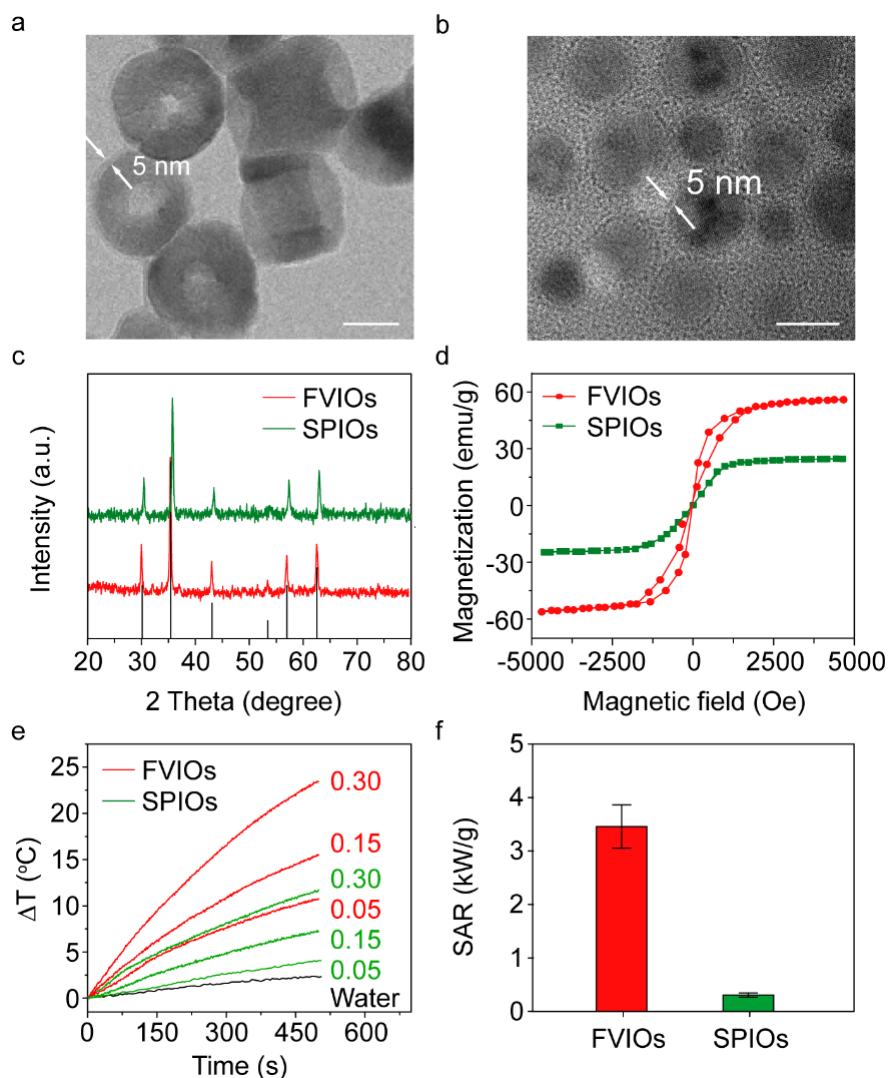 a
b
5 nm
5 nm
c
d
FVIOs
SPIOs
Intensity (a.u.)
20 30 40 50 60 70 80
2 Theta (degree)
FVIOs
SPIOs
Magnetization (emu/g)
60
30
0
-30
-60
-5000 -2500 0 2500 5000
Magnetic field (Oe)
e
f
FVIOs
SPIOs
ΔT (°C)
25
20
15
10
5
0
0.30
0.15
0.30
0.05
0.15
0.05
Water
0 150 300 450 600
Time (s)
SAR (kW/g)
5
4
3
2
1
0
FVIOs SPIOs